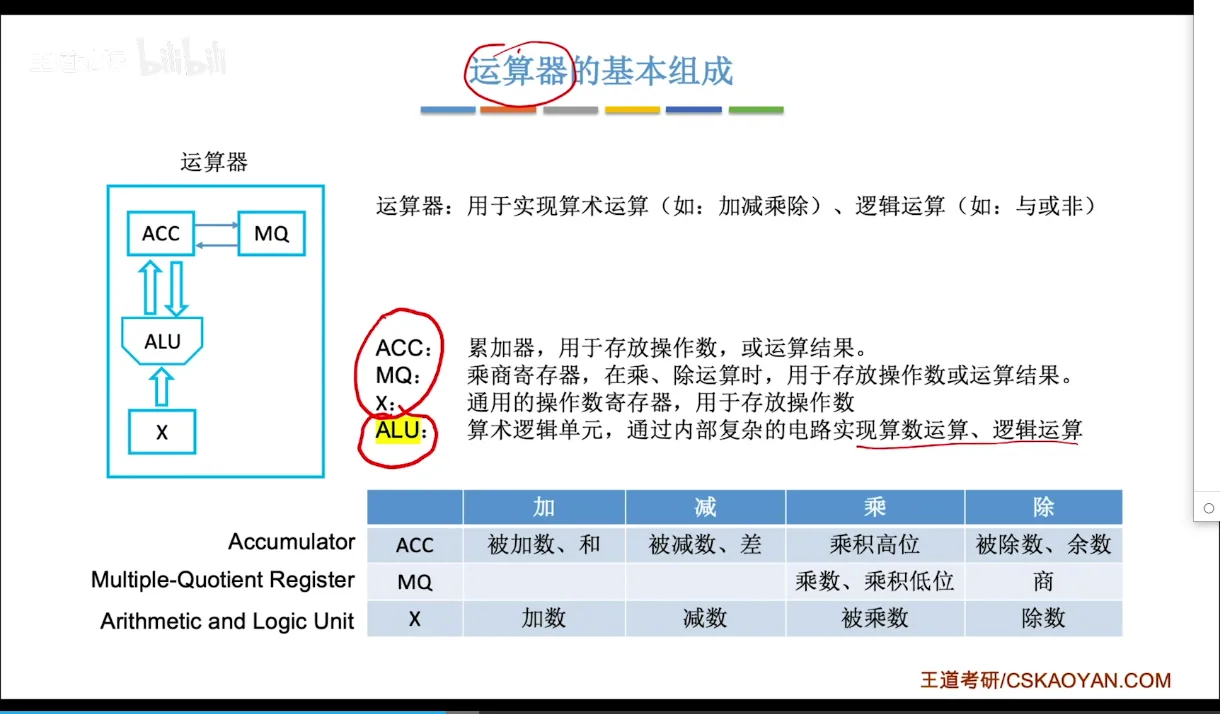 bilibili
运算器的基本组成
运算器
ACC
MQ
ALU
X
运算器：用于实现算术运算（如：加减乘除）、逻辑运算（如：与或非）
ACC： 累加器，用于存放操作数，或运算结果。
MQ： 乘商寄存器，在乘、除运算时，用于存放操作数或运算结果。
X： 通用的操作数寄存器，用于存放操作数
ALU： 算术逻辑单元，通过内部复杂的电路实现算数运算、逻辑运算
加 减 乘 除
Accumulator ACC 被加数、和 被减数、差 乘积高位 被除数、余数
Multiple-Quotient Register MQ 乘数、乘积低位 商
Arithmetic and Logic Unit X 加数 减数 被乘数 除数
王道考研/CSKAOYAN.COM